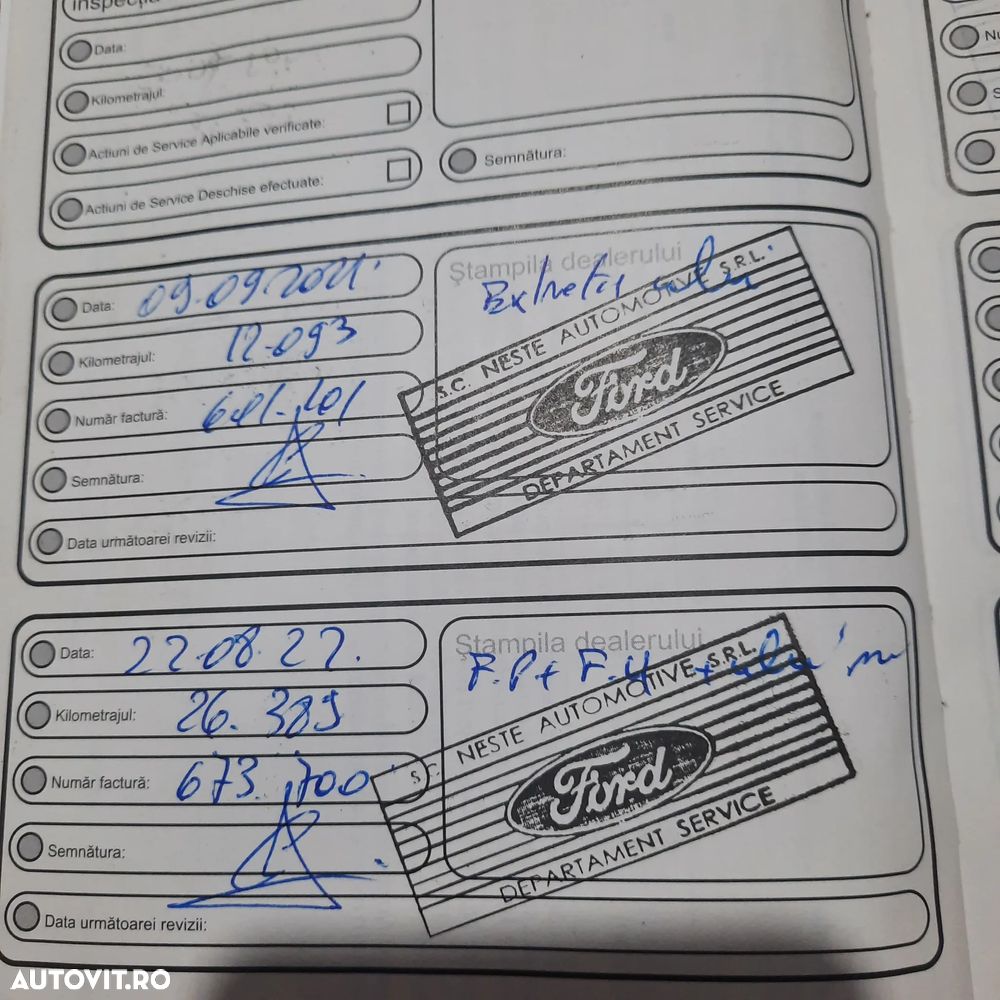 Data:
Kilometrajul:
Actiuni de Service Aplicabile verificate:
Actiuni de Service Deschise efectuate:
Semnătura:
Data: 09.09.2021
Kilometrajul: 12.093
Număr factură:
Semnătura:
Data următoarei revizii:
Ştampila dealerului
S.C. NESTE AUTOMOTIVE S.R.L.
Ford
DEPARTAMENT SERVICE
Data: 22.08.22.
Kilometrajul: 26.389
Număr factură: 673.700
Semnătura:
Data următoarei revizii:
Ştampila dealerului
S.C. NESTE AUTOMOTIVE S.R.L.
Ford
DEPARTAMENT SERVICE
AUTOVIT.RO